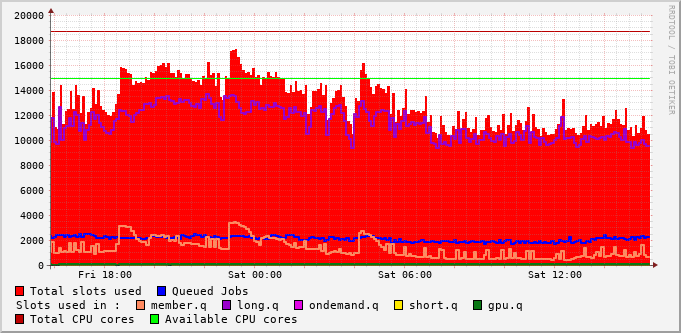 20000
18000
16000
14000
12000
10000
8000
6000
4000
2000
0
Fri 18:00 Sat 00:00 Sat 06:00 Sat 12:00
Total slots used Queued Jobs
Slots used in : member.q long.q ondemand.q short.q gpu.q
Total CPU cores Available CPU cores
RRDTOOL / TOBI OETIKER